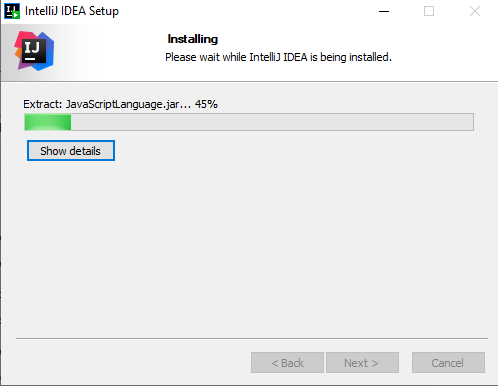 IntelliJ IDEA Setup
IJ
Installing
Please wait while IntelliJ IDEA is being installed.
Extract: JavaScriptLanguage.jar... 45%
Show details
< Back
Next >
Cancel